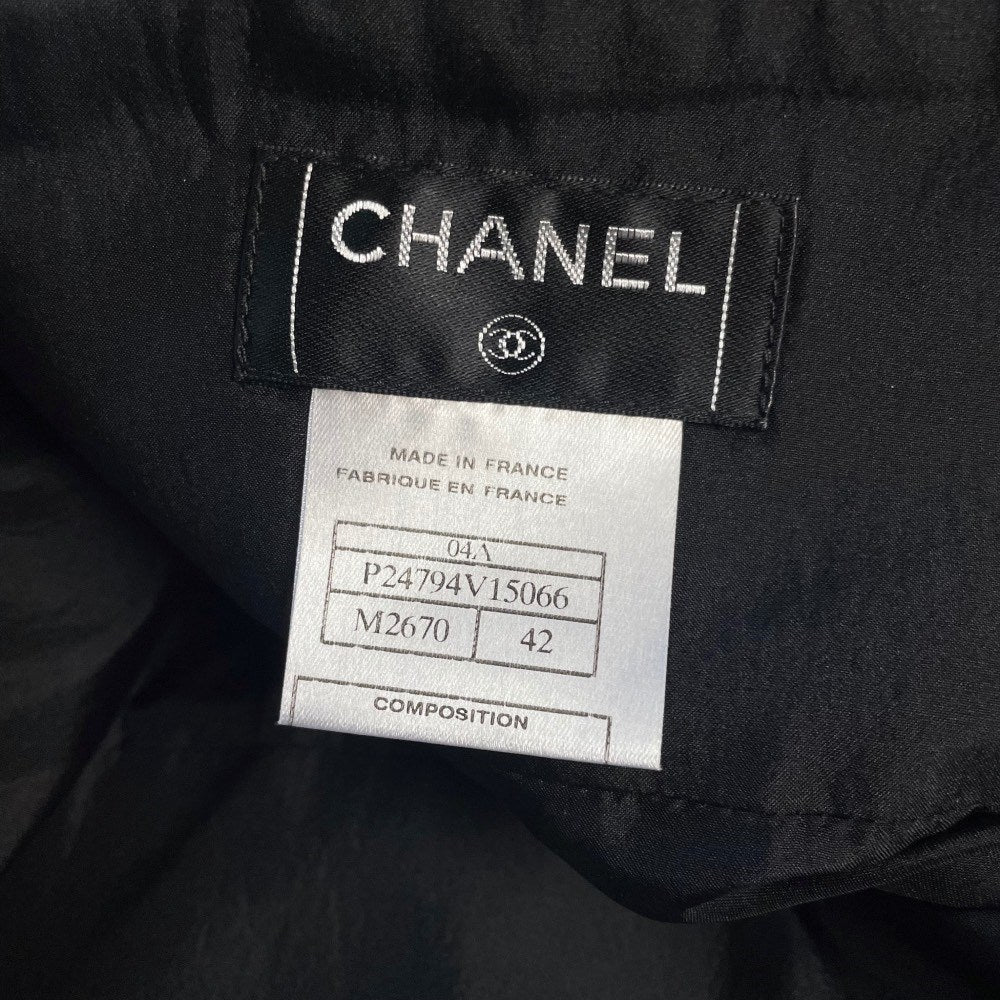 CHANEL
MADE IN FRANCE
FABRIQUE EN FRANCE
04A
P24794V15066
M2670 42
COMPOSITION